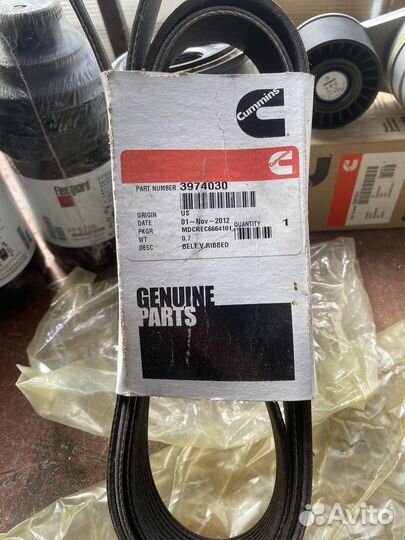 Cummins
PART NUMBER 3974030
ORIGIN US
DATE 01-Nov-2012 QUANTITY 1
PKGR MDCREC6664101
WT 0.7
DESC BELT,V RIBBED
GENUINE
PARTS
Fleetguard
Avito